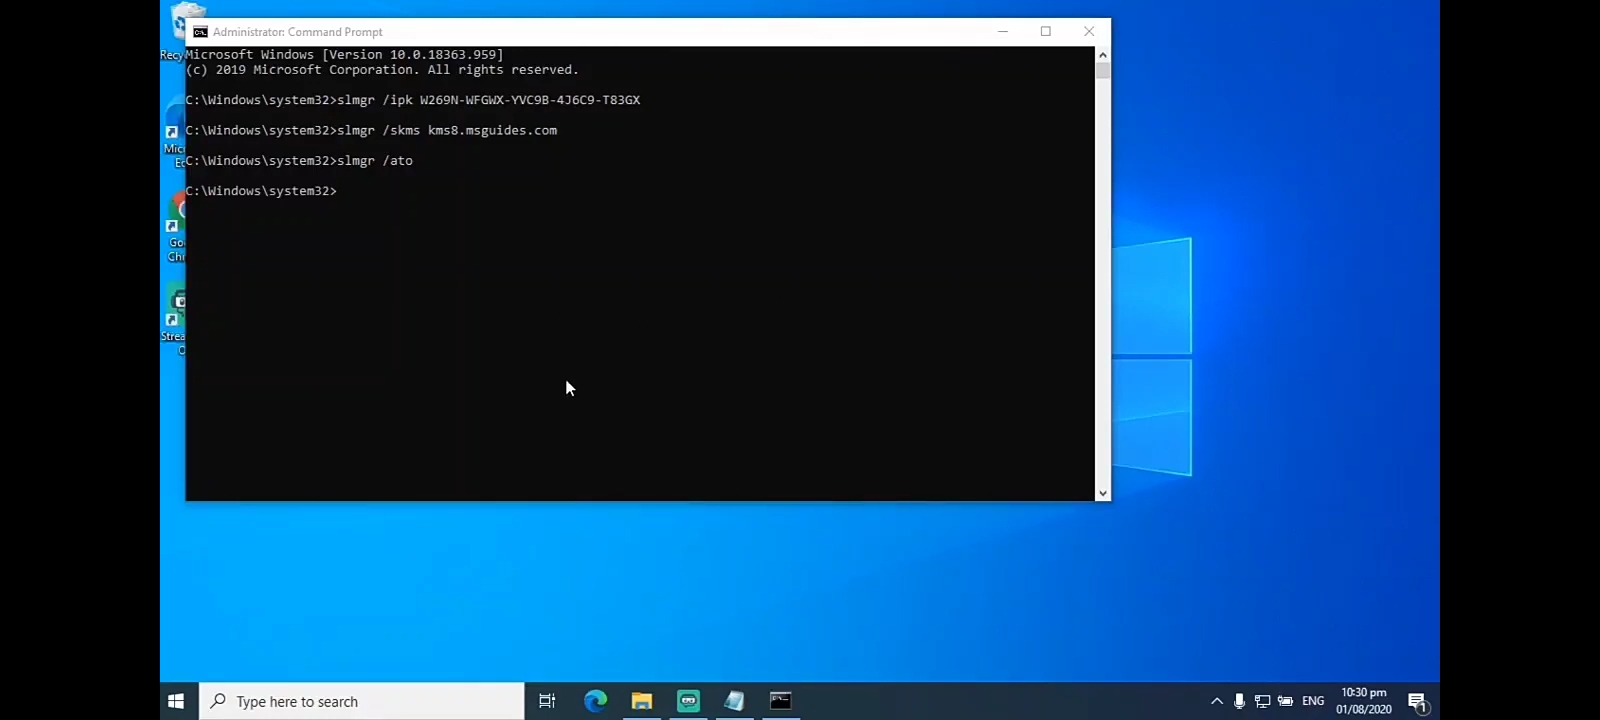 Administrator: Command Prompt
Recy
Microsoft Windows [Version 10.0.18363.959]
(c) 2019 Microsoft Corporation. All rights reserved.
C:\Windows\system32>slmgr /ipk W269N-WFGWX-YVC9B-4J6C9-T83GX
C:\Windows\system32>slmgr /skms kms8.msguides.com
Mic
C:\Windows\system32>slmgr /ato
C:\Windows\system32>
Goo
Chr
Strea
O
Type here to search
ENG
10:30 pm
01/08/2020
1